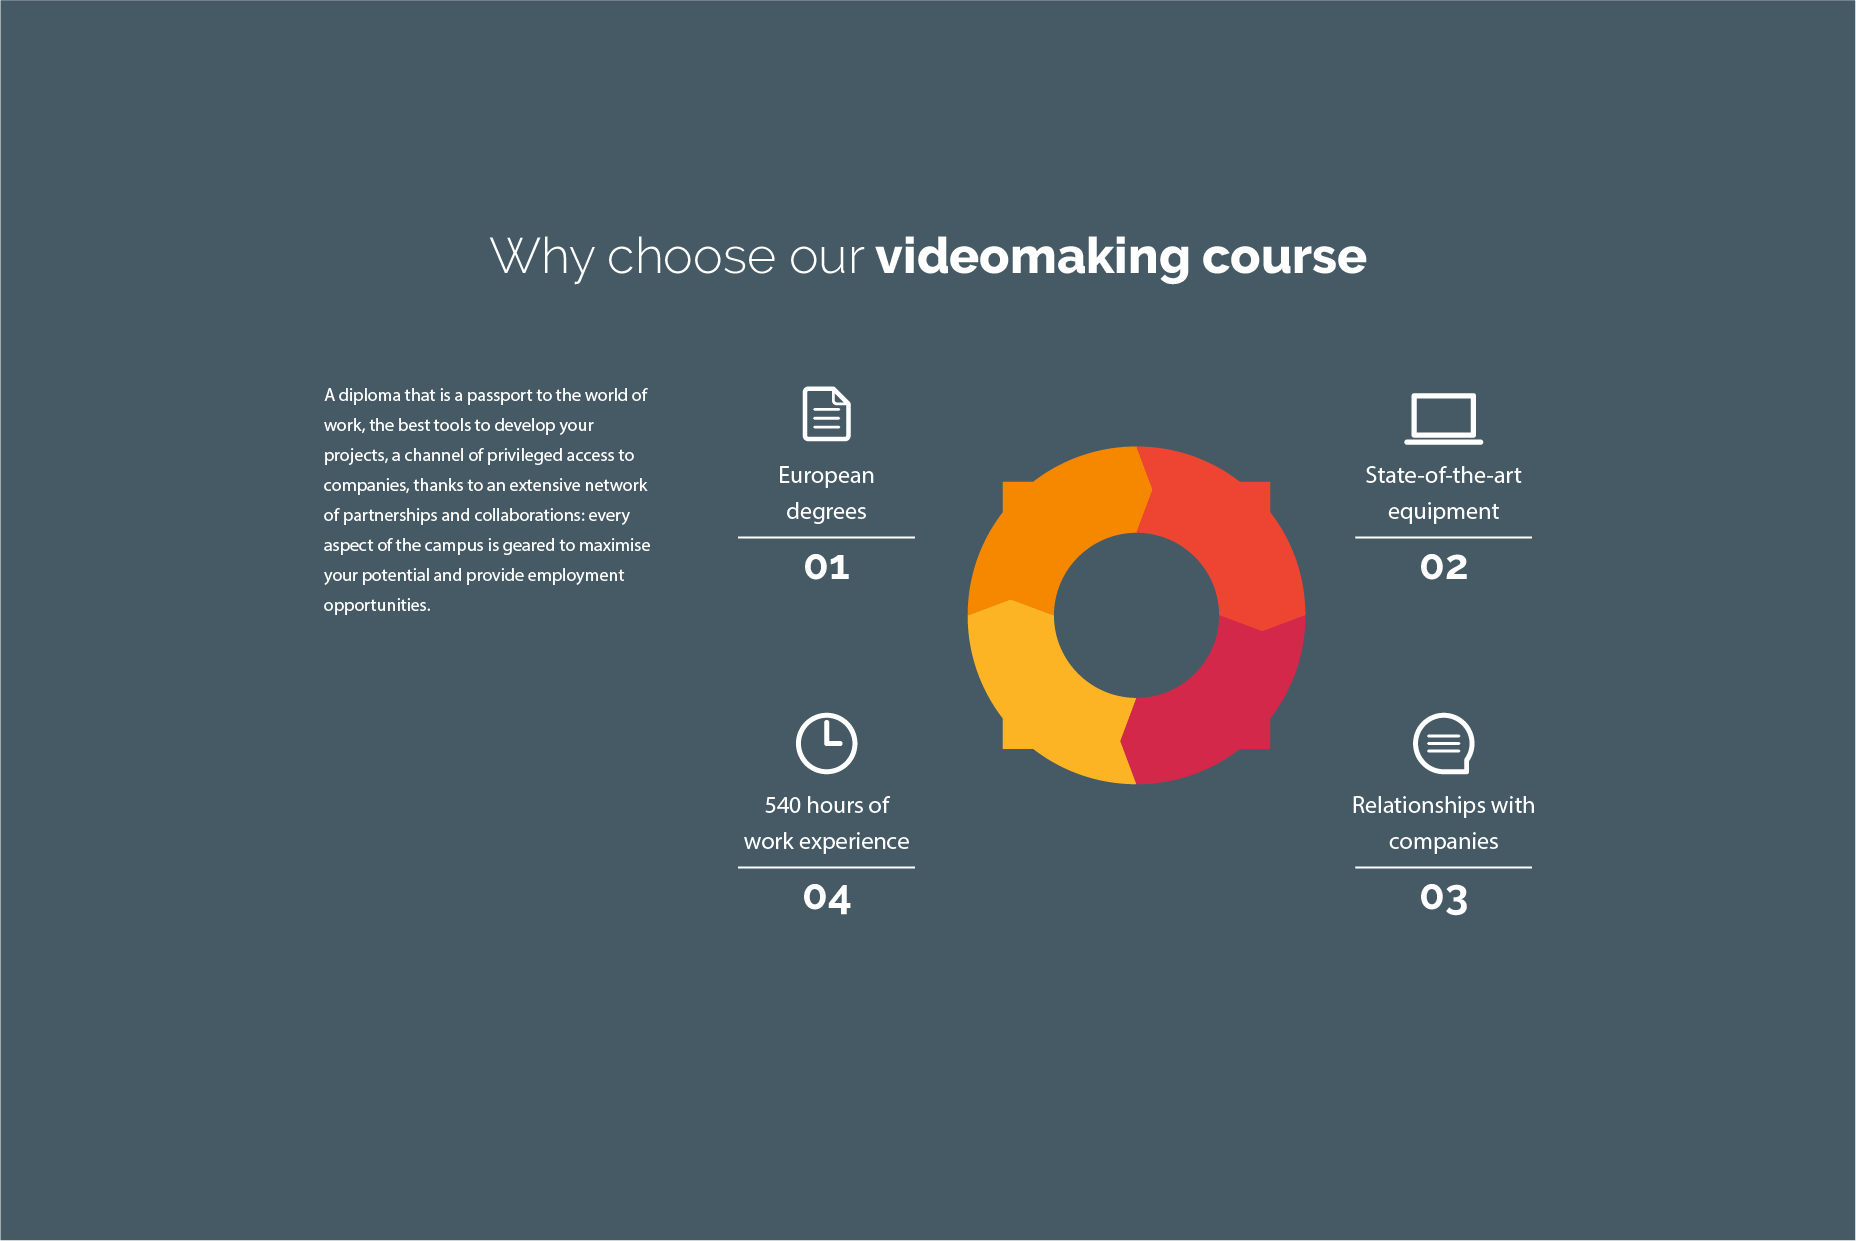 Why choose our videomaking course
A diploma that is a passport to the world of
work, the best tools to develop your
projects, a channel of privileged access to
companies, thanks to an extensive network
of partnerships and collaborations: every
aspect of the campus is geared to maximise
your potential and provide employment
opportunities.
European
degrees
01
State-of-the-art
equipment
02
Relationships with
companies
03
540 hours of
work experience
04